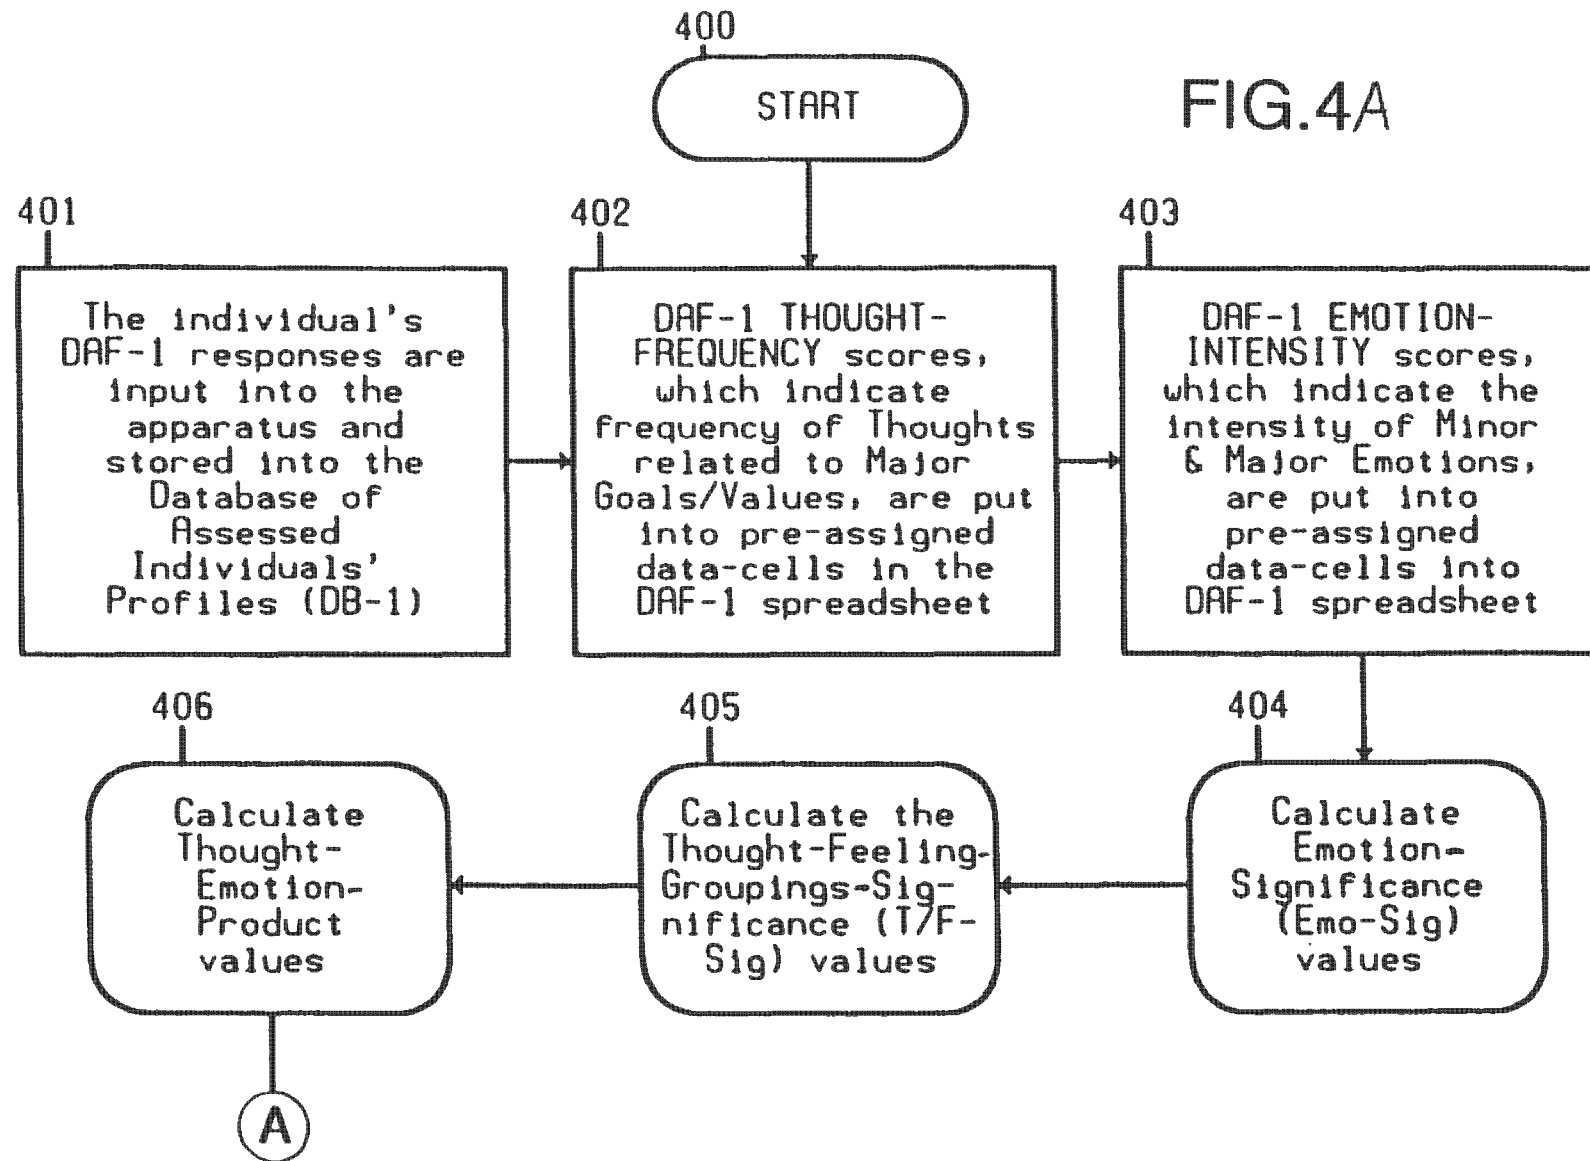 400
START
FIG.4A
401
The individual's
DAF-1 responses are
input into the
apparatus and
stored into the
Database of
Assessed
Individuals'
Profiles (DB-1)
402
DAF-1 THOUGHT-
FREQUENCY scores,
which indicate
frequency of Thoughts
related to Major
Goals/Values, are put
into pre-assigned
data-cells in the
DAF-1 spreadsheet
403
DAF-1 EMOTION-
INTENSITY scores,
which indicate the
intensity of Minor
& Major Emotions,
are put into
pre-assigned
data-cells into
DAF-1 spreadsheet
406
Calculate
Thought-
Emotion-
Product
values
405
Calculate the
Thought-Feeling-
Groupings-Sig-
nificance (T/F-
Sig) values
404
Calculate
Emotion-
Significance
(Emo-Sig)
values
A